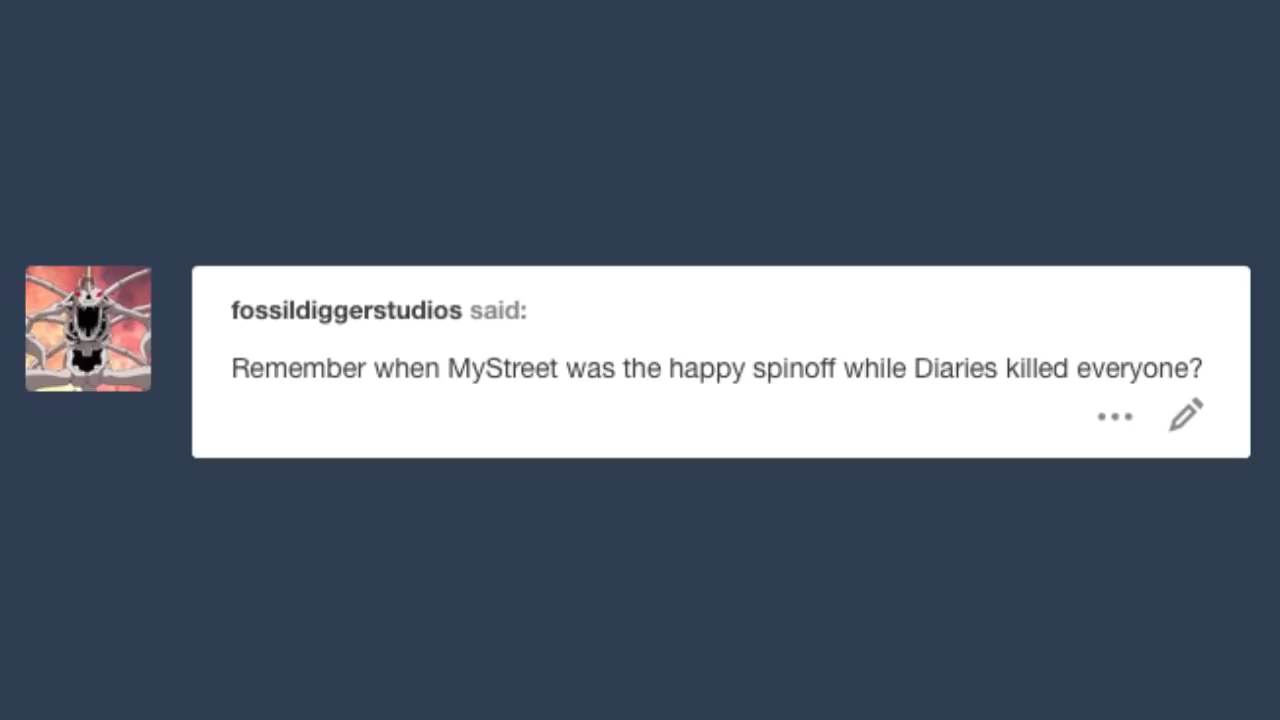 fossildiggerstudios said:
Remember when MyStreet was the happy spinoff while Diaries killed everyone?